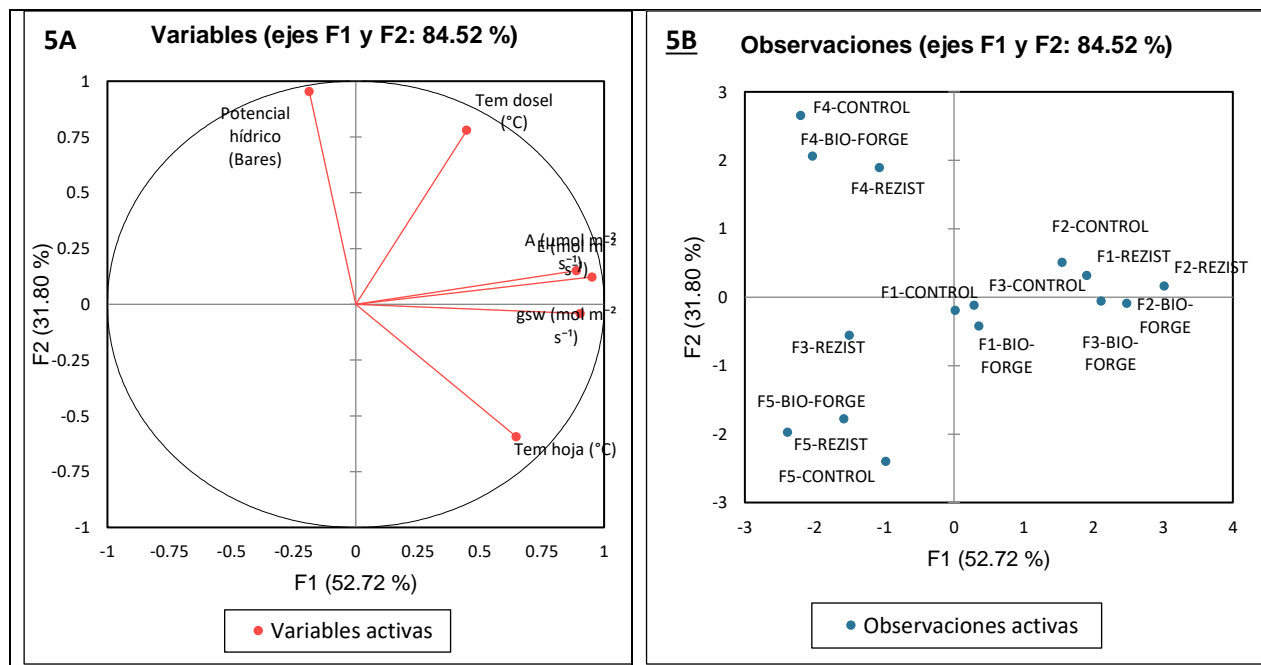 5A
Variables (ejes F1 y F2: 84.52 %)
1
0.75
0.5
0.25
0
-0.25
-0.5
-0.75
-1
F2 (31.80 %)
Potencial
hídrico
(Bares)
Tem dosel
(°C)
A (µmol m⁻²
s⁻¹)
E (mol m⁻²
s⁻¹)
gsw (mol m⁻²
s⁻¹)
Tem hoja (°C)
-1
-0.75
-0.5
-0.25
0
0.25
0.5
0.75
1
F1 (52.72 %)
Variables activas
5B
Observaciones (ejes F1 y F2: 84.52 %)
3
2
1
0
-1
-2
-3
F2 (31.80 %)
F4-CONTROL
F4-BIO-FORGE
F4-REZIST
F2-CONTROL
F1-REZIST
F2-REZIST
F3-CONTROL
F1-CONTROL
F2-BIO-
FORGE
F1-BIO-
FORGE
F3-BIO-
FORGE
F3-REZIST
F5-BIO-FORGE
F5-REZIST
F5-CONTROL
-3
-2
-1
0
1
2
3
4
F1 (52.72 %)
Observaciones activas